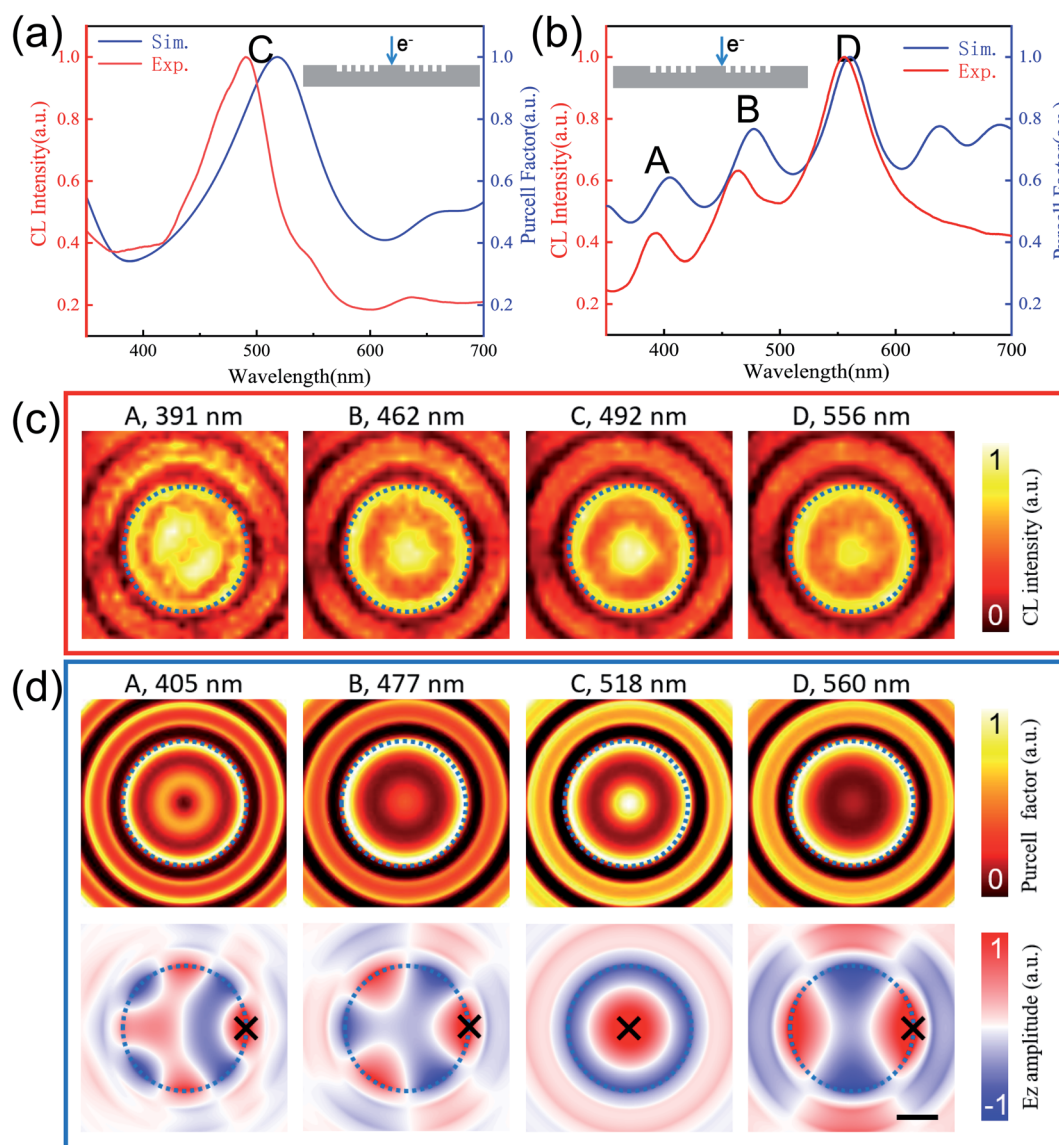 (a)
Sim.
Exp.
C
e-
CL Intensity(a.u.)
1.0
0.8
0.6
0.4
0.2
1.0
0.8
0.6
0.4
0.2
Purcell Factor(a.u.)
400
500
600
700
Wavelength(nm)
(b)
e-
Sim.
Exp.
A
B
D
CL Intensity(a.u.)
1.0
0.8
0.6
0.4
0.2
1.0
0.8
0.6
0.4
0.2
Purcell Factor(a.u.)
400
500
600
700
Wavelength(nm)
(c)
A, 391 nm
B, 462 nm
C, 492 nm
D, 556 nm
1
0
CL intensity (a.u.)
(d)
A, 405 nm
B, 477 nm
C, 518 nm
D, 560 nm
1
0
Purcell factor (a.u.)
1
-1
Ez amplitude (a.u.)